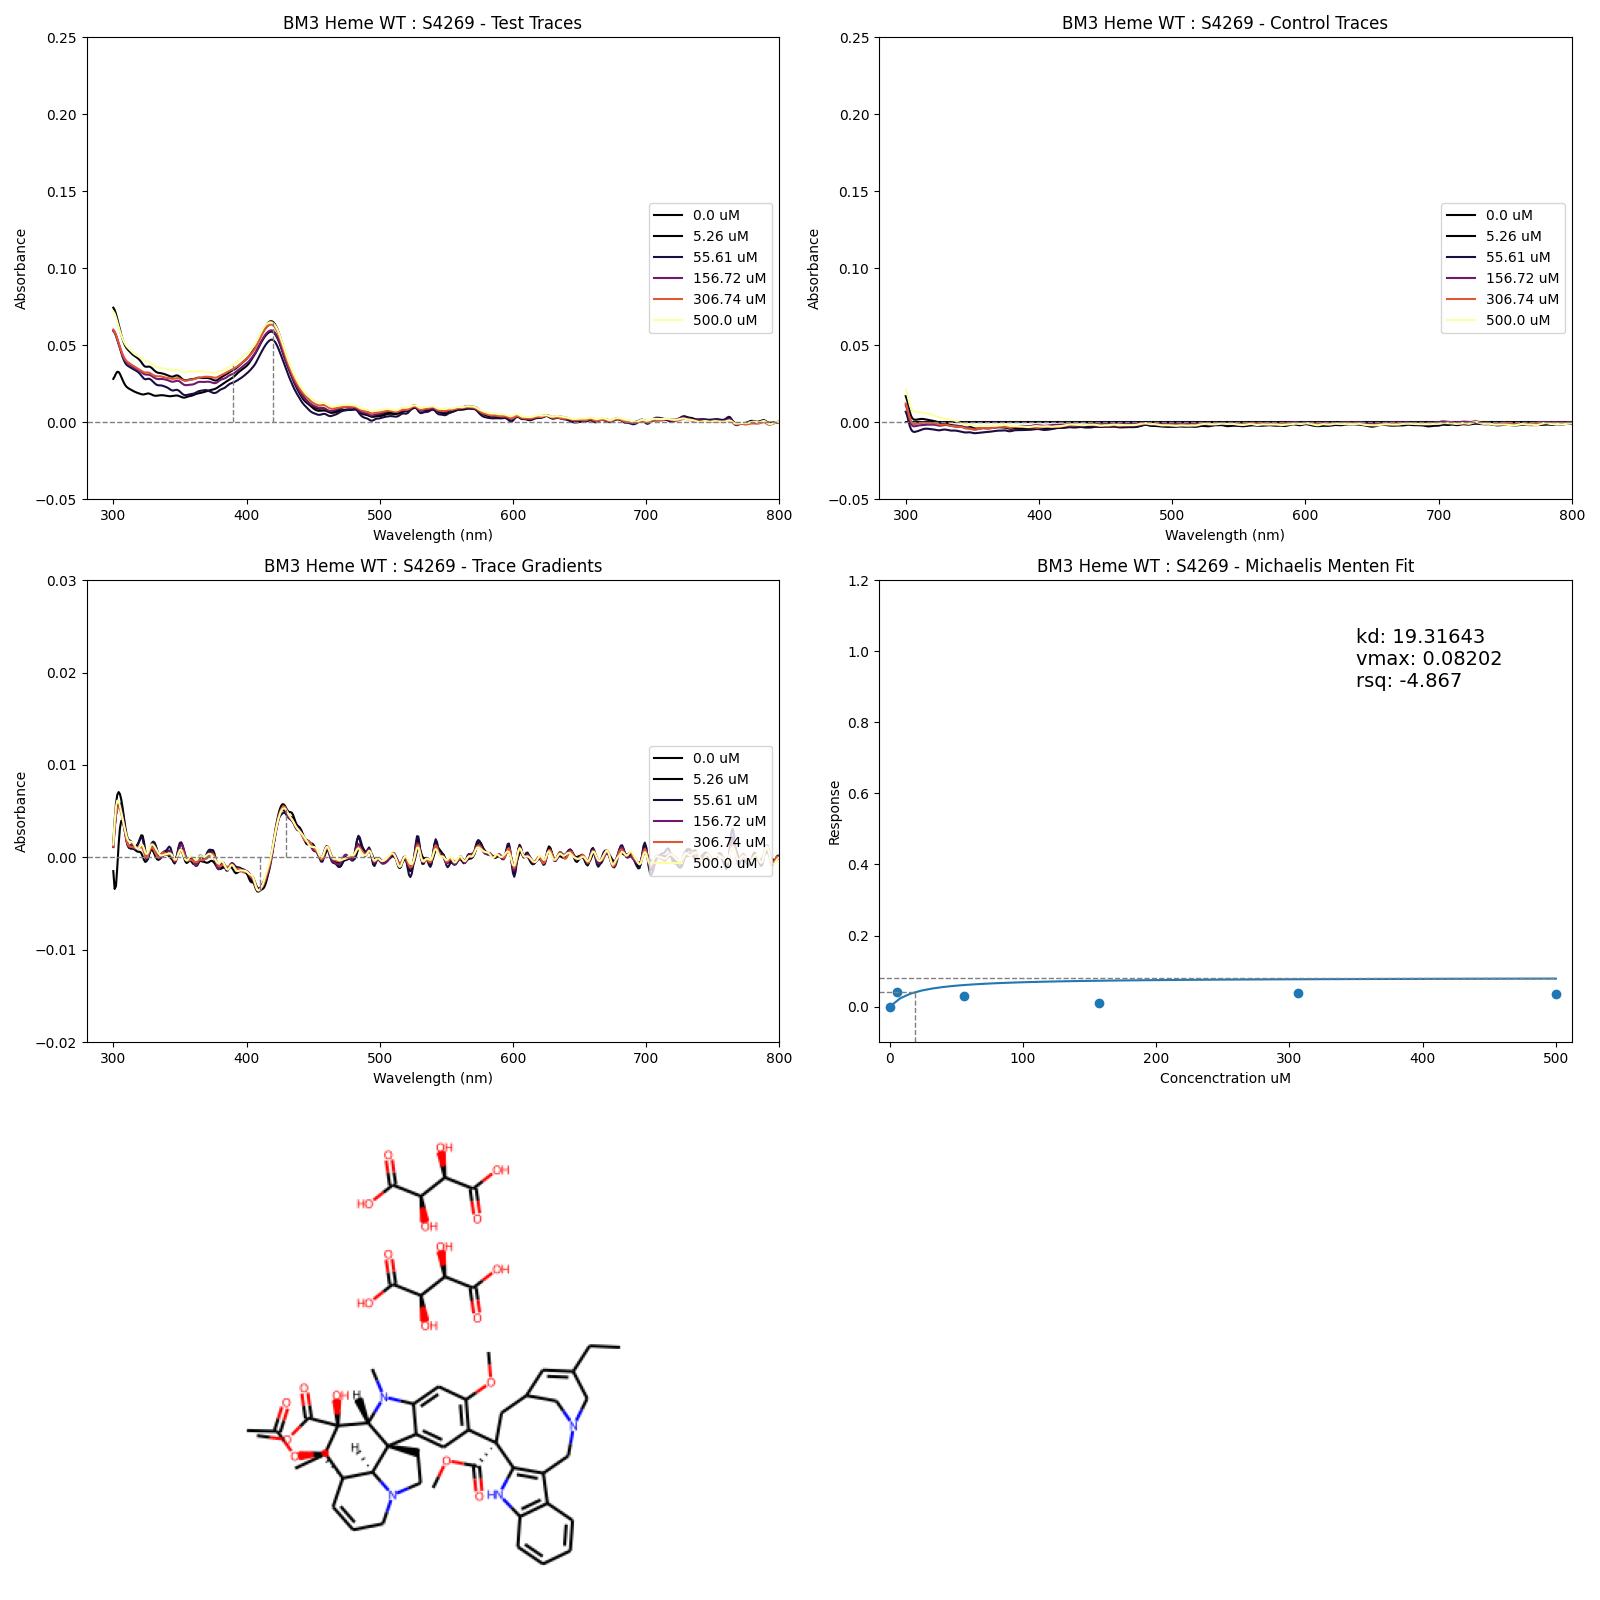 BM3 Heme WT : S4269 - Test Traces
0.25
0.20
0.15
0.10
0.05
0.00
−0.05
Absorbance
300 400 500 600 700 800
Wavelength (nm)
0.0 uM
5.26 uM
55.61 uM
156.72 uM
306.74 uM
500.0 uM
BM3 Heme WT : S4269 - Control Traces
0.25
0.20
0.15
0.10
0.05
0.00
−0.05
Absorbance
300 400 500 600 700 800
Wavelength (nm)
0.0 uM
5.26 uM
55.61 uM
156.72 uM
306.74 uM
500.0 uM
BM3 Heme WT : S4269 - Trace Gradients
0.03
0.02
0.01
0.00
−0.01
−0.02
Absorbance
300 400 500 600 700 800
Wavelength (nm)
0.0 uM
5.26 uM
55.61 uM
156.72 uM
306.74 uM
500.0 uM
BM3 Heme WT : S4269 - Michaelis Menten Fit
1.2
1.0
0.8
0.6
0.4
0.2
0.0
Response
0 100 200 300 400 500
Concenctration uM
kd: 19.31643
vmax: 0.08202
rsq: -4.867
OH
O
OH
HO
O
OH
OH
O
OH
HO
O
OH
O
O
OH
H
N
O
O
O
H
N
O
O
HN
N